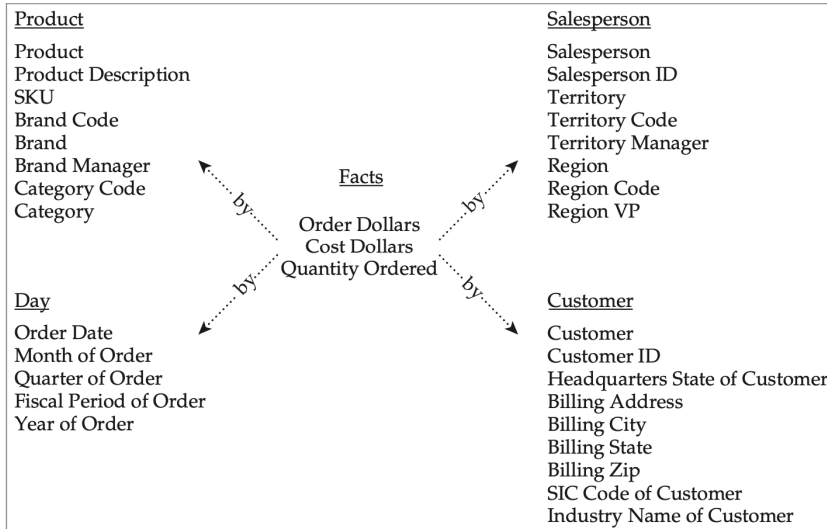 Product
Product
Product Description
SKU
Brand Code
Brand
Brand Manager
Category Code
Category
Salesperson
Salesperson
Salesperson ID
Territory
Territory Code
Territory Manager
Region
Region Code
Region VP
by
by
Facts
Order Dollars
Cost Dollars
Quantity Ordered
by
by
Day
Order Date
Month of Order
Quarter of Order
Fiscal Period of Order
Year of Order
Customer
Customer
Customer ID
Headquarters State of Customer
Billing Address
Billing City
Billing State
Billing Zip
SIC Code of Customer
Industry Name of Customer